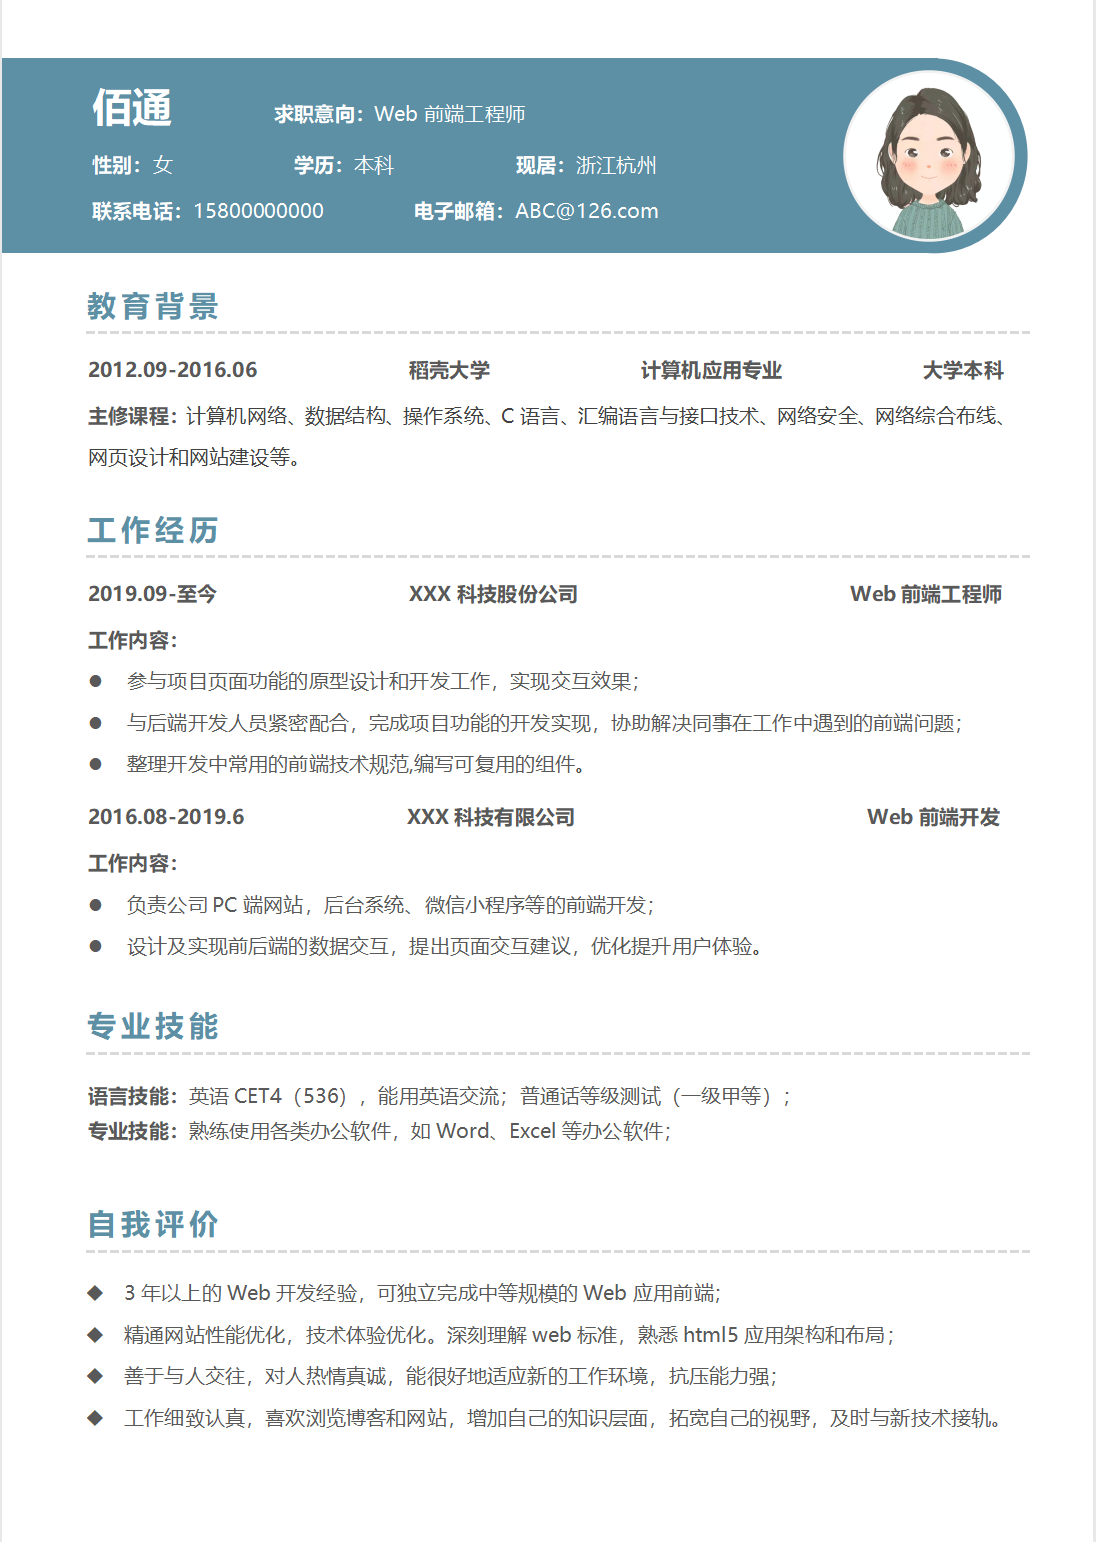 佰通 求职意向：Web 前端工程师
性别：女 学历：本科 现居：浙江杭州
联系电话：15800000000 电子邮箱：ABC@126.com
教育背景
2012.09-2016.06 稻壳大学 计算机应用专业 大学本科
主修课程：计算机网络、数据结构、操作系统、C 语言、汇编语言与接口技术、网络安全、网络综合布线、
网页设计和网站建设等。
工作经历
2019.09-至今 XXX 科技股份公司 Web 前端工程师
工作内容：
● 参与项目页面功能的原型设计和开发工作，实现交互效果；
● 与后端开发人员紧密配合，完成项目功能的开发实现，协助解决同事在工作中遇到的前端问题；
● 整理开发中常用的前端技术规范,编写可复用的组件。
2016.08-2019.6 XXX 科技有限公司 Web 前端开发
工作内容：
● 负责公司 PC 端网站，后台系统、微信小程序等的前端开发；
● 设计及实现前后端的数据交互，提出页面交互建议，优化提升用户体验。
专业技能
语言技能：英语 CET4（536），能用英语交流；普通话等级测试（一级甲等）；
专业技能：熟练使用各类办公软件，如 Word、Excel 等办公软件；
自我评价
◆ 3 年以上的 Web 开发经验，可独立完成中等规模的 Web 应用前端；
◆ 精通网站性能优化，技术体验优化。深刻理解 web 标准，熟悉 html5 应用架构和布局；
◆ 善于与人交往，对人热情真诚，能很好地适应新的工作环境，抗压能力强；
◆ 工作细致认真，喜欢浏览博客和网站，增加自己的知识层面，拓宽自己的视野，及时与新技术接轨。